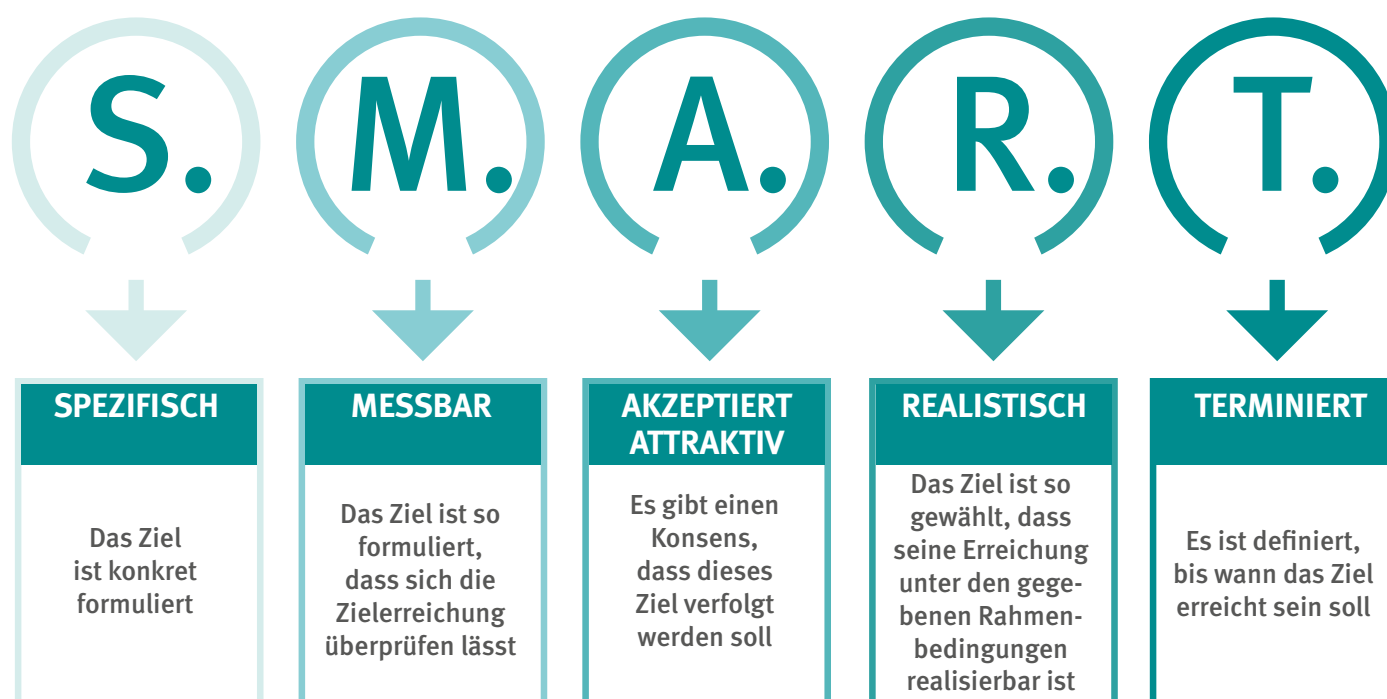 S.
M.
A.
R.
T.
SPEZIFISCH
Das Ziel
ist konkret
formuliert
MESSBAR
Das Ziel ist so
formuliert,
dass sich die
Zielerreichung
überprüfen lässt
AKZEPTIERT
ATTRAKTIV
Es gibt einen
Konsens,
dass dieses
Ziel verfolgt
werden soll
REALISTISCH
Das Ziel ist so
gewählt, dass
seine Erreichung
unter den gege-
benen Rahmen-
bedingungen
realisierbar ist
TERMINIERT
Es ist definiert,
bis wann das Ziel
erreicht sein soll